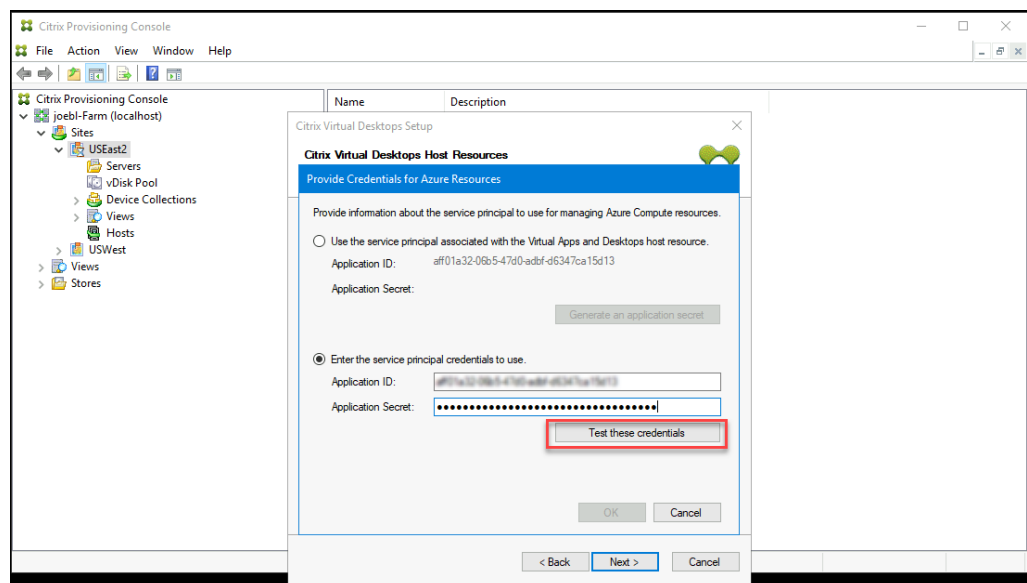 Citrix Provisioning Console
File Action View Window Help
Citrix Provisioning Console
joebl-Farm (localhost)
Sites
USEast2
Servers
vDisk Pool
Device Collections
Views
Hosts
USWest
Views
Stores
Name Description
Citrix Virtual Desktops Setup
Citrix Virtual Desktops Host Resources
Provide Credentials for Azure Resources
Provide information about the service principal to use for managing Azure Compute resources.
Use the service principal associated with the Virtual Apps and Desktops host resource.
Application ID: aff01a32-06b5-47d0-adbf-d6347ca15d13
Application Secret:
Generate an application secret
Enter the service principal credentials to use.
Application ID:
Application Secret:
Test these credentials
OK Cancel
< Back Next > Cancel